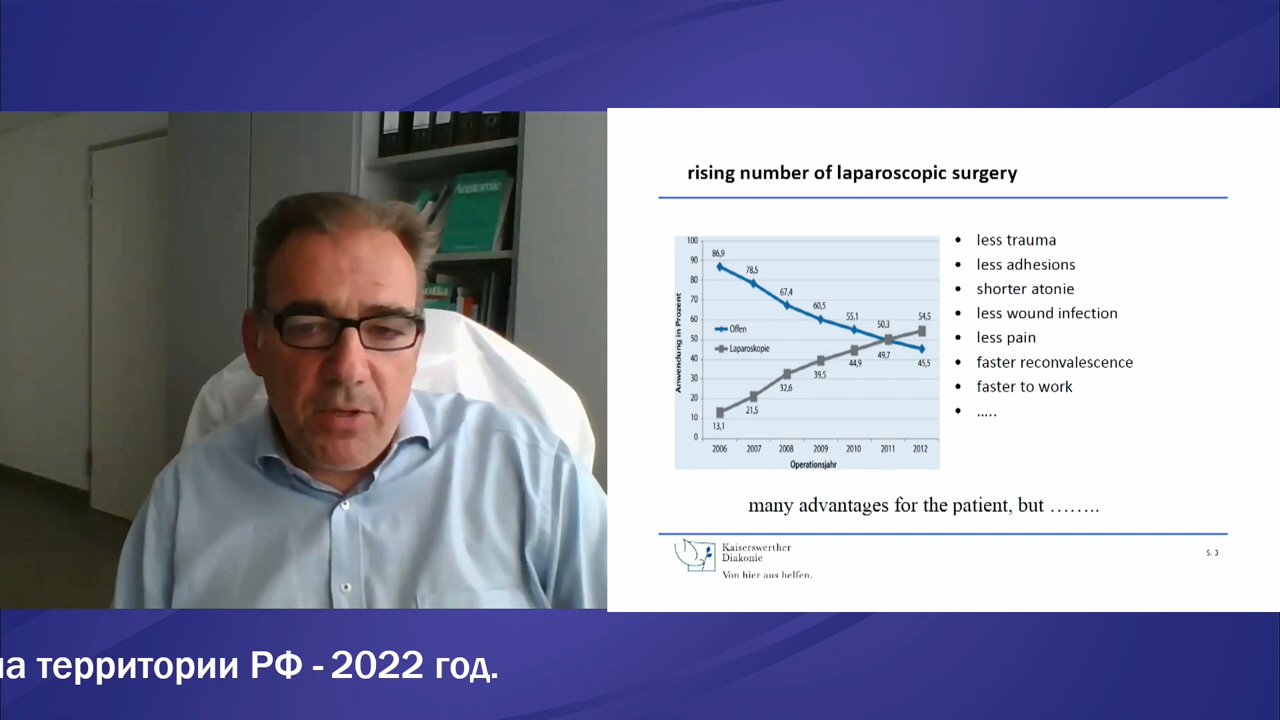 Anatomie
rising number of laparoscopic surgery
100
90
80
70
60
50
40
30
20
10
0
Anwendung in Prozent
86,9
78,5
67,4
60,5
55,1
50,3
54,5
Offen
Laparoskopie
13,1
21,5
32,6
39,5
44,9
49,7
45,5
2006 2007 2008 2009 2010 2011 2012
Operationsjahr
• less trauma
• less adhesions
• shorter atonie
• less wound infection
• less pain
• faster reconvalescence
• faster to work
• .....
many advantages for the patient, but ……..
Kaiserswerther
Diakonie
Von hier aus helfen.
S. 3
на территории РФ - 2022 год.